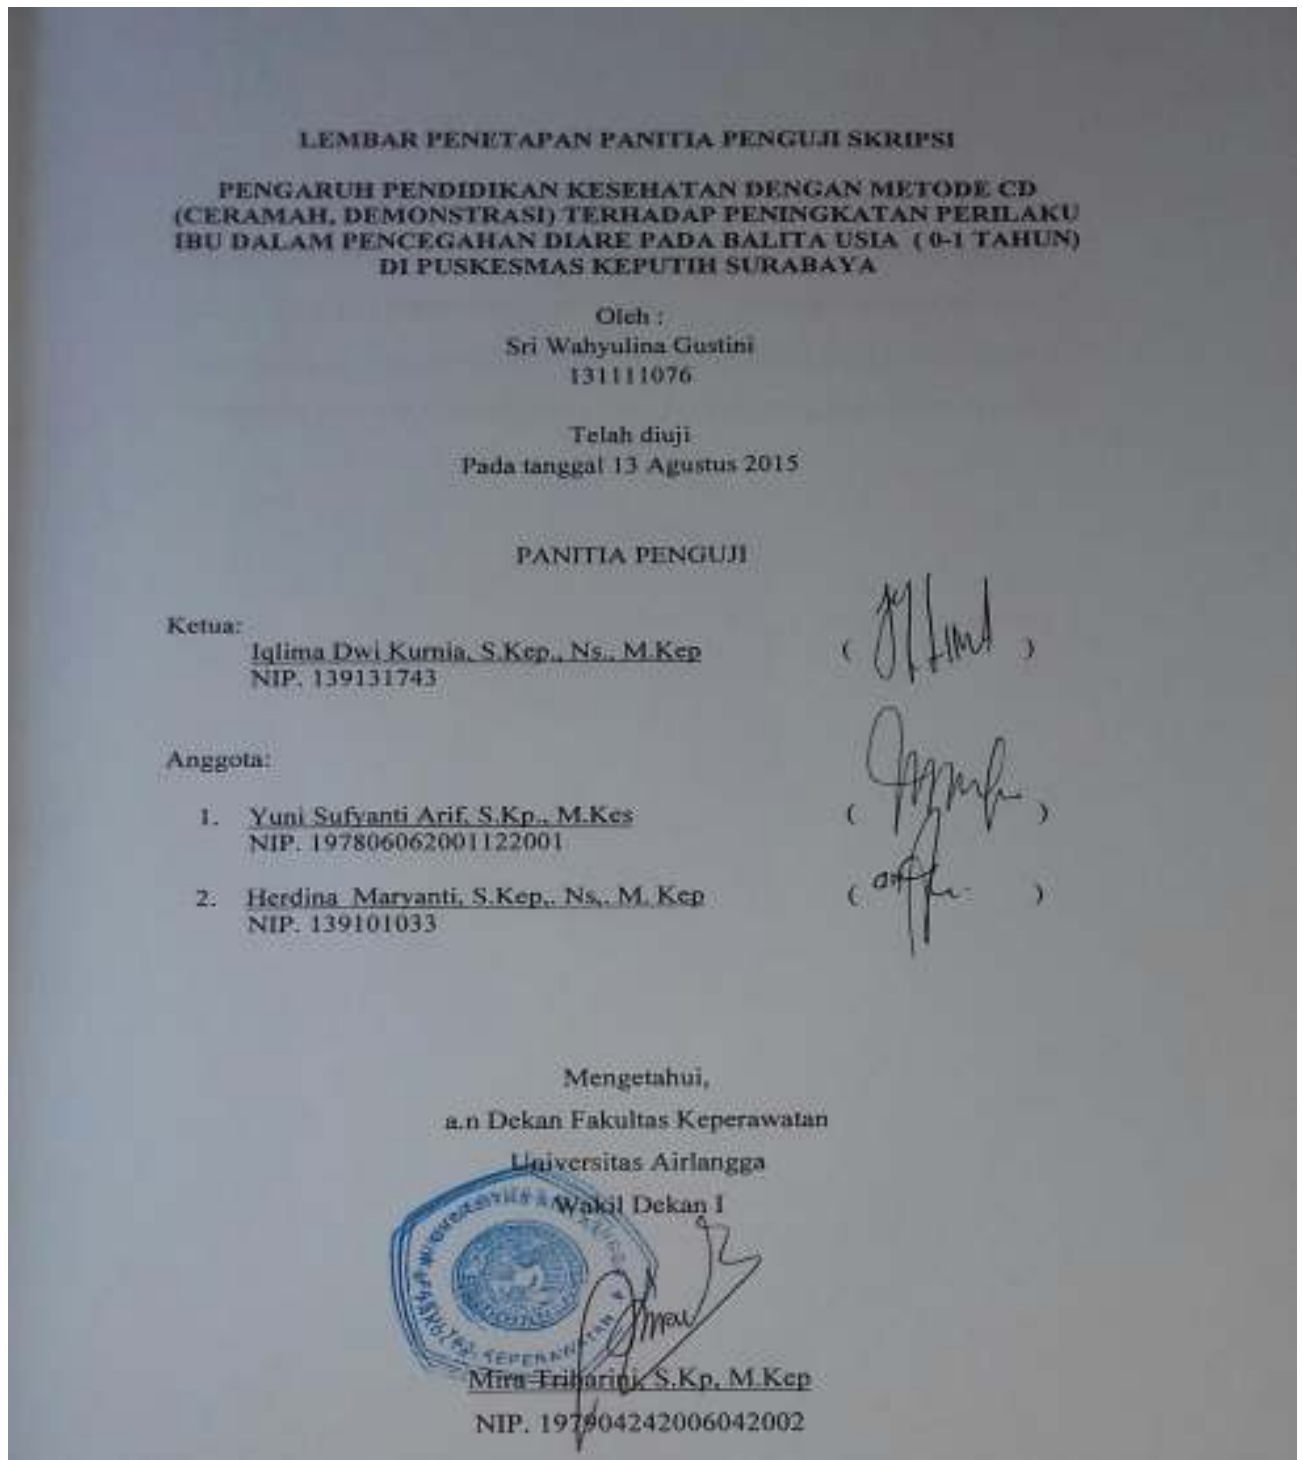 LEMBAR PENETAPAN PANITIA PENGUJI SKRIPSI
PENGARUH PENDIDIKAN KESEHATAN DENGAN METODE CD
(CERAMAH, DEMONSTRASI) TERHADAP PENINGKATAN PERILAKU
IBU DALAM PENCEGAHAN DIARE PADA BALITA USIA ( 0-1 TAHUN)
DI PUSKESMAS KEPUTIH SURABAYA
Oleh :
Sri Wahyulina Gustini
131111076
Telah diuji
Pada tanggal 13 Agustus 2015
PANITIA PENGUJI
Ketua:
Iqlima Dwi Kurnia, S.Kep., Ns., M.Kep
NIP. 139131743
( )
Anggota:
1. Yuni Sufyanti Arif, S.Kp., M.Kes
NIP. 197806062001122001
( )
2. Herdina Maryanti, S.Kep,. Ns,. M. Kep
NIP. 139101033
( )
Mengetahui,
a.n Dekan Fakultas Keperawatan
Universitas Airlangga
Wakil Dekan I
KEPERAWATAN
Mira Triharini, S.Kp, M.Kep
NIP. 197904242006042002